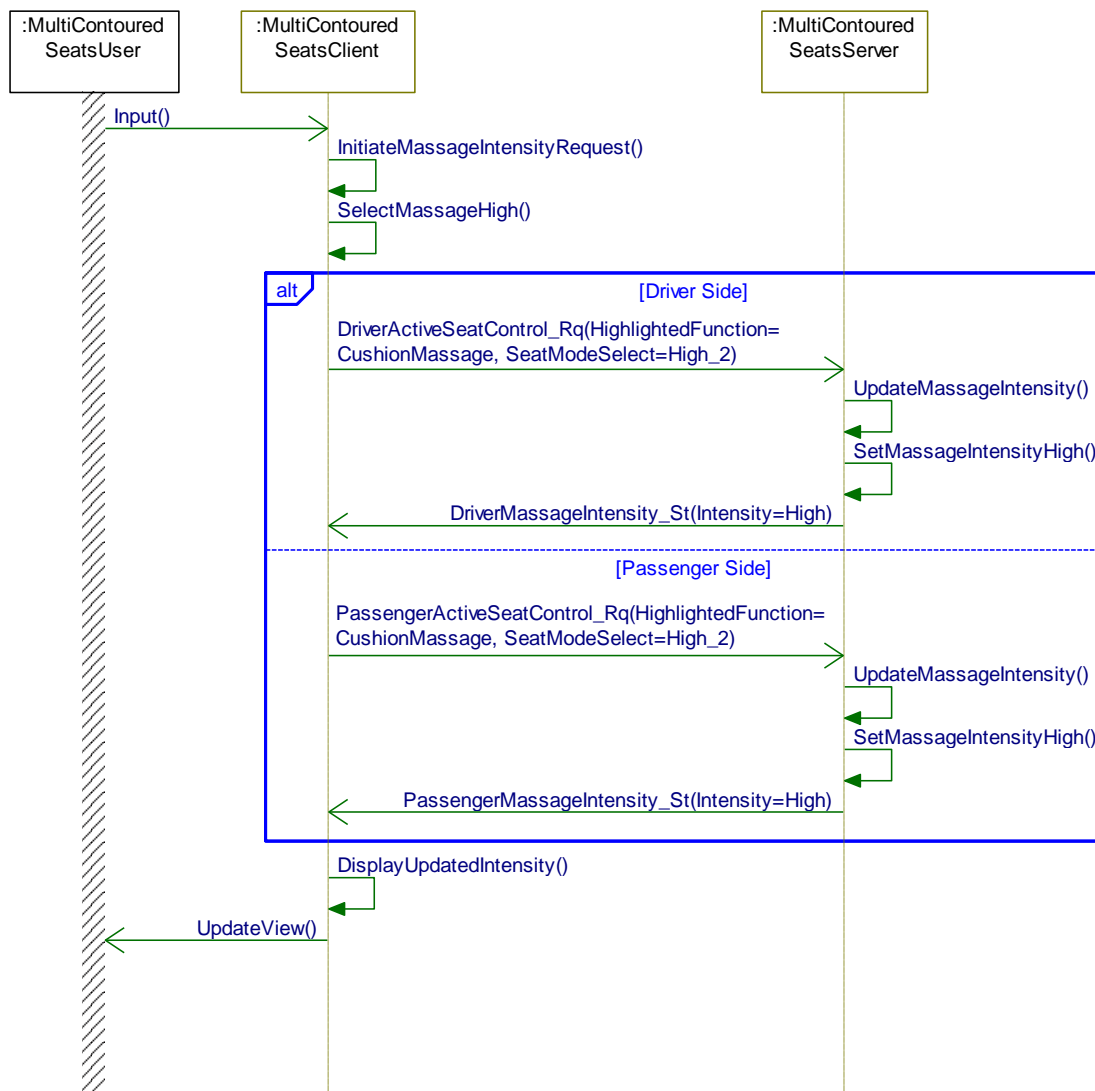 :MultiContoured
SeatsUser
:MultiContoured
SeatsClient
:MultiContoured
SeatsServer
Input()
InitiateMassageIntensityRequest()
SelectMassageHigh()
alt
[Driver Side]
DriverActiveSeatControl_Rq(HighlightedFunction=
CushionMassage, SeatModeSelect=High_2)
UpdateMassageIntensity()
SetMassageIntensityHigh()
DriverMassageIntensity_St(Intensity=High)
[Passenger Side]
PassengerActiveSeatControl_Rq(HighlightedFunction=
CushionMassage, SeatModeSelect=High_2)
UpdateMassageIntensity()
SetMassageIntensityHigh()
PassengerMassageIntensity_St(Intensity=High)
DisplayUpdatedIntensity()
UpdateView()